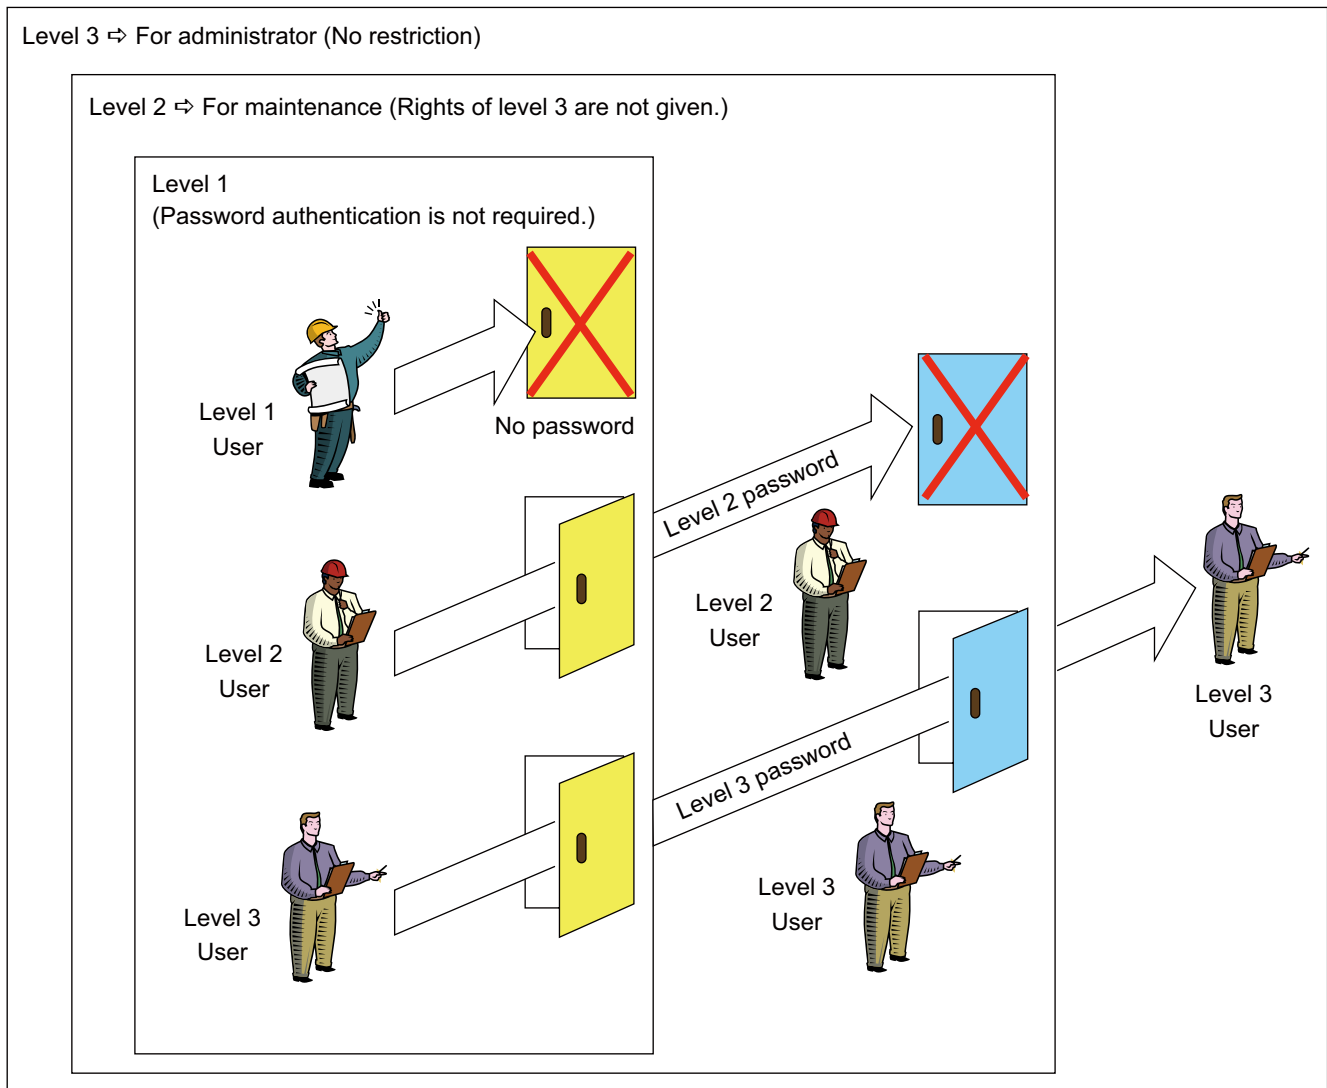 Level 3 ⇨ For administrator (No restriction)
Level 2 ⇨ For maintenance (Rights of level 3 are not given.)
Level 1
(Password authentication is not required.)
Level 1
User
No password
Level 2 password
Level 2
User
Level 2
User
Level 3
User
Level 3 password
Level 3
User
Level 3
User